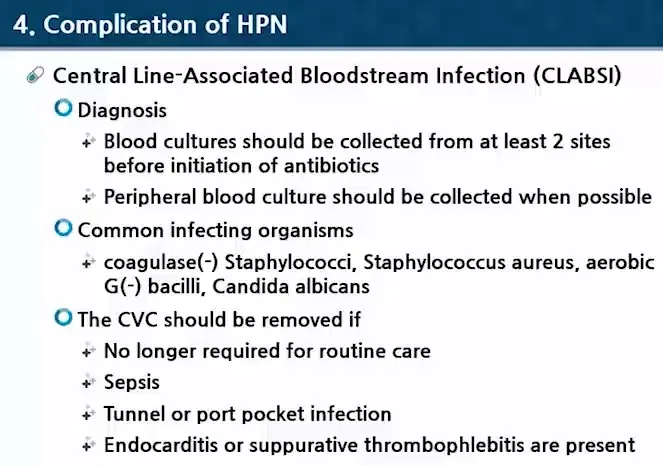 4. Complication of HPN
Central Line-Associated Bloodstream Infection (CLABSI)
Diagnosis
Blood cultures should be collected from at least 2 sites
before initiation of antibiotics
Peripheral blood culture should be collected when possible
Common infecting organisms
coagulase(-) Staphylococci, Staphylococcus aureus, aerobic
G(-) bacilli, Candida albicans
The CVC should be removed if
No longer required for routine care
Sepsis
Tunnel or port pocket infection
Endocarditis or suppurative thrombophlebitis are present